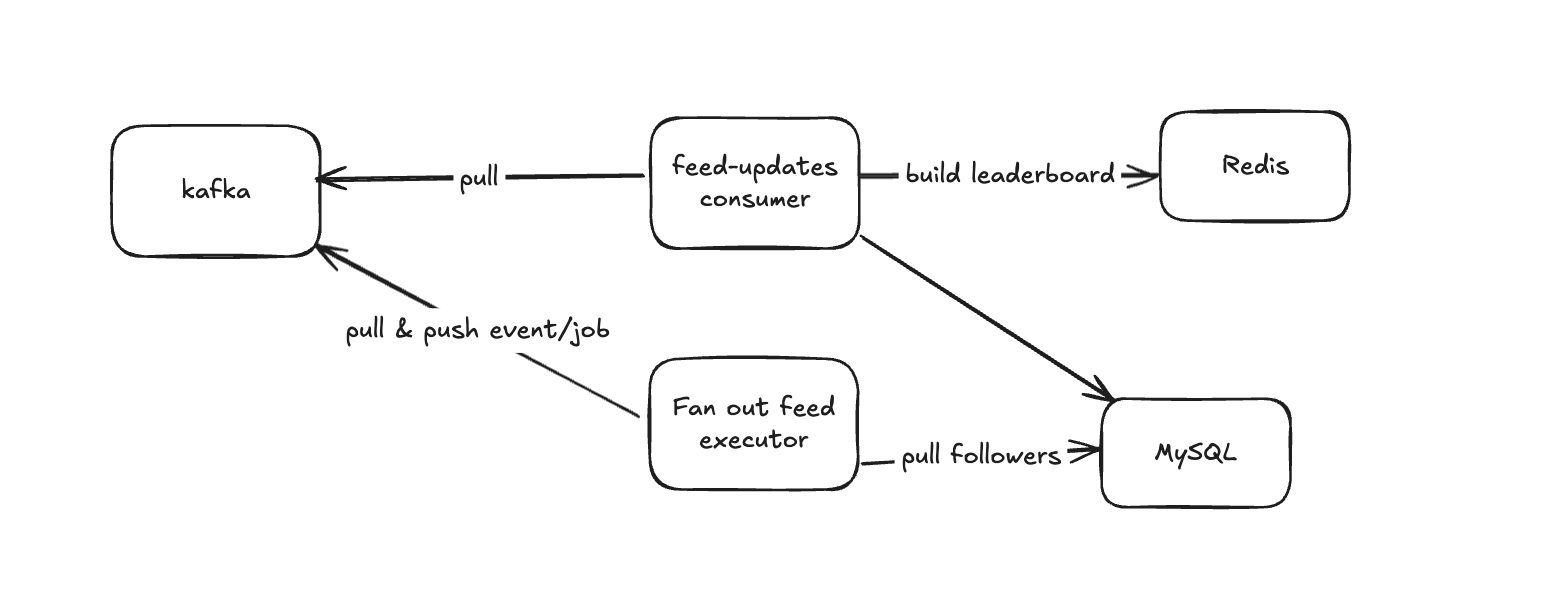 kafka
pull
feed-updates
consumer
build leaderboard
Redis
pull & push event/job
Fan out feed
executor
pull followers
MySQL